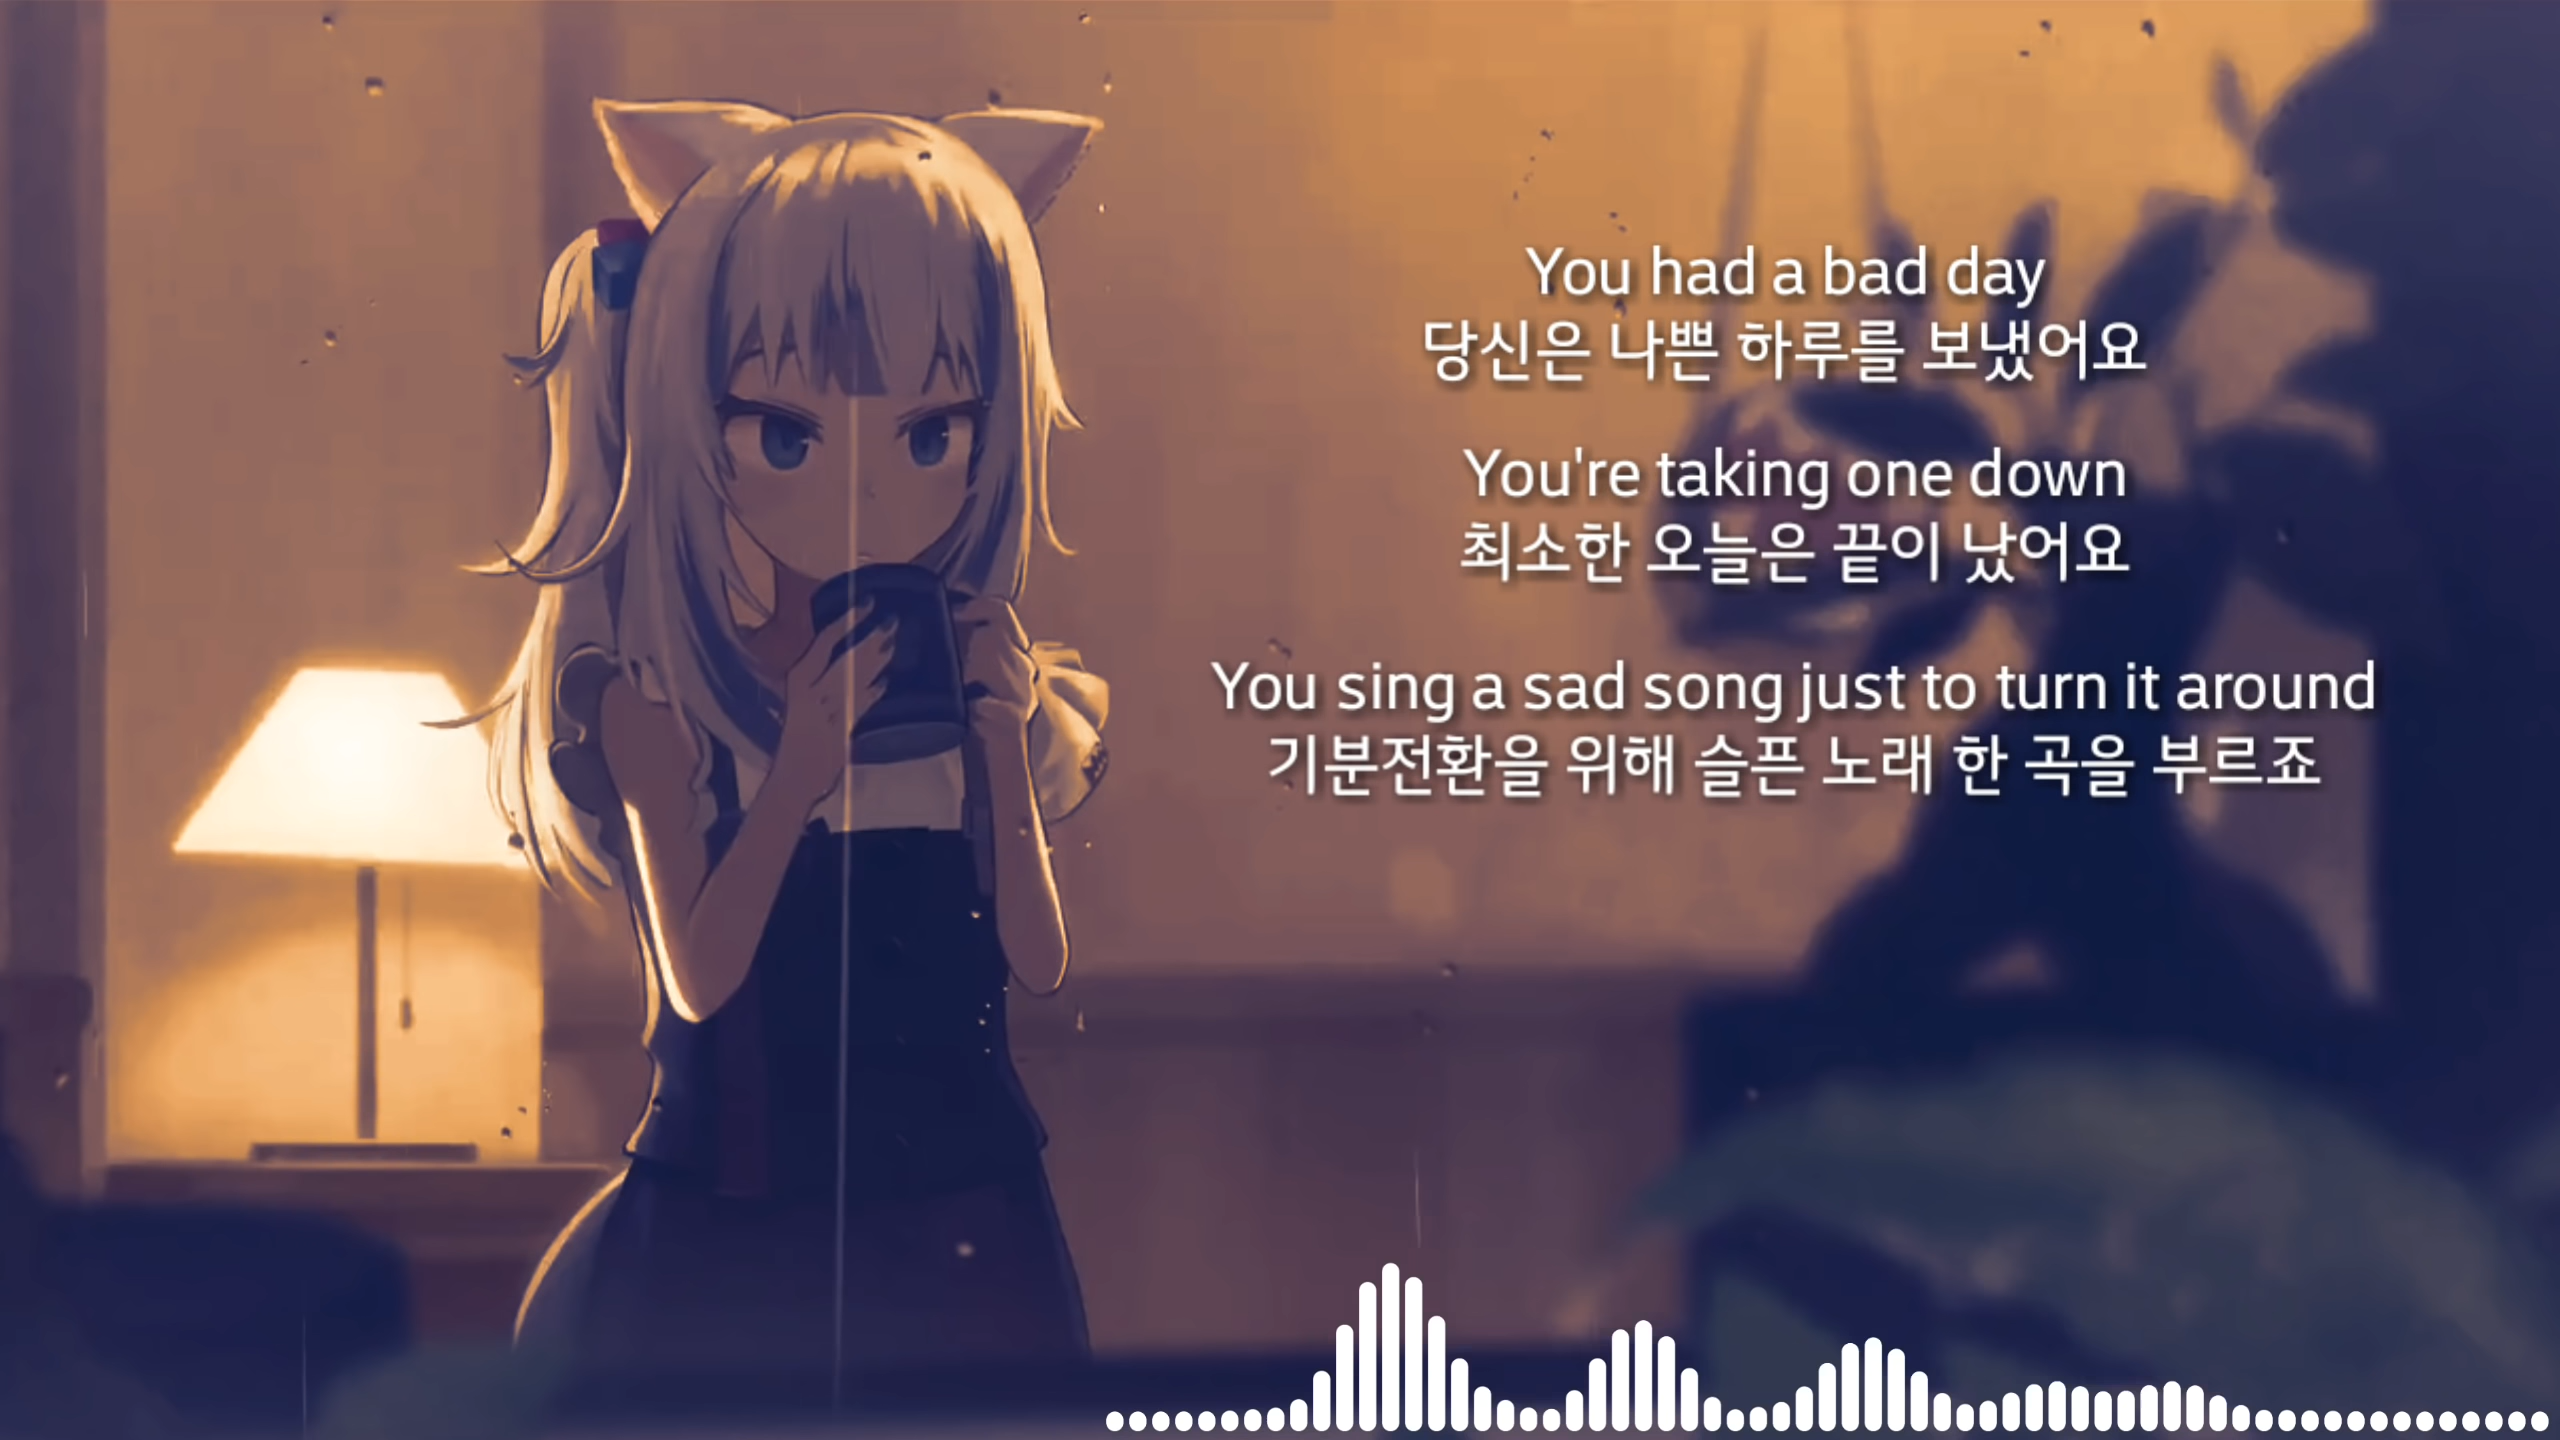 You had a bad day
당신은 나쁜 하루를 보냈어요
You're taking one down
최소한 오늘은 끝이 났어요
You sing a sad song just to turn it around
기분전환을 위해 슬픈 노래 한 곡을 부르죠